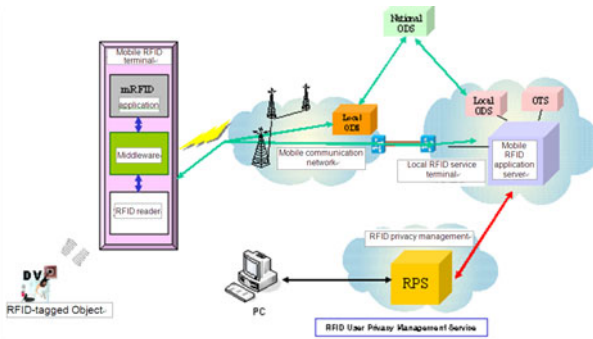 National
ODS
Mobile RFID
terminal
mRFID
application
Middleware
RFID reader
Local
ODS
Mobile communication
network
Local
ODS
OTS
Mobile
RFID
application
server
Local RFID service
terminal
RFID privacy management
RPS
PC
RFID User Privacy Management Service
DV
RFID-tagged Object